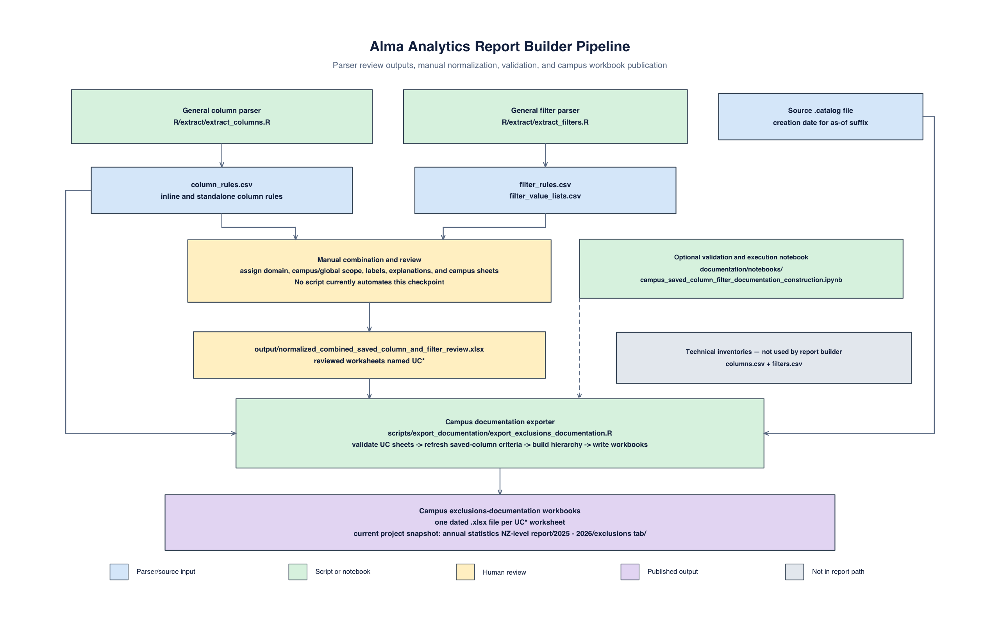 Alma Analytics Report Builder Pipeline
Parser review outputs, manual normalization, validation, and campus workbook publication
General column parser
R/extract/extract_columns.R
General filter parser
R/extract/extract_filters.R
Source .catalog file
creation date for as-of suffix
column_rules.csv
inline and standalone column rules
filter_rules.csv
filter_value_lists.csv
Manual combination and review
assign domain, campus/global scope, labels, explanations, and campus sheets
No script currently automates this checkpoint
Optional validation and execution notebook
documentation/notebooks/
campus_saved_column_filter_documentation_construction.ipynb
output/normalized_combined_saved_column_and_filter_review.xlsx
reviewed worksheets named UC*
Technical inventories — not used by report builder
columns.csv + filters.csv
Campus documentation exporter
scripts/export_documentation/export_exclusions_documentation.R
validate UC sheets -> refresh saved-column criteria -> build hierarchy -> write workbooks
Campus exclusions-documentation workbooks
one dated .xlsx file per UC* worksheet
current project snapshot: annual statistics NZ-level report/2025 - 2026/exclusions tab/
Parser/source input
Script or notebook
Human review
Published output
Not in report path